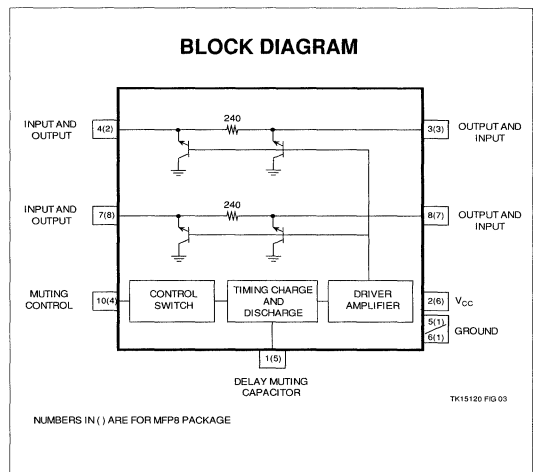 BLOCK DIAGRAM
240
INPUT AND
OUTPUT
4(2)
3(3)
OUTPUT AND
INPUT
240
INPUT AND
OUTPUT
7(8)
8(7)
OUTPUT AND
INPUT
MUTING
CONTROL
10(4)
CONTROL
SWITCH
TIMING CHARGE
AND
DISCHARGE
DRIVER
AMPLIFIER
2(6)
VCC
5(1)
6(1)
GROUND
1(5)
DELAY MUTING
CAPACITOR
TK15120 FIG 03
NUMBERS IN ( ) ARE FOR MFP8 PACKAGE